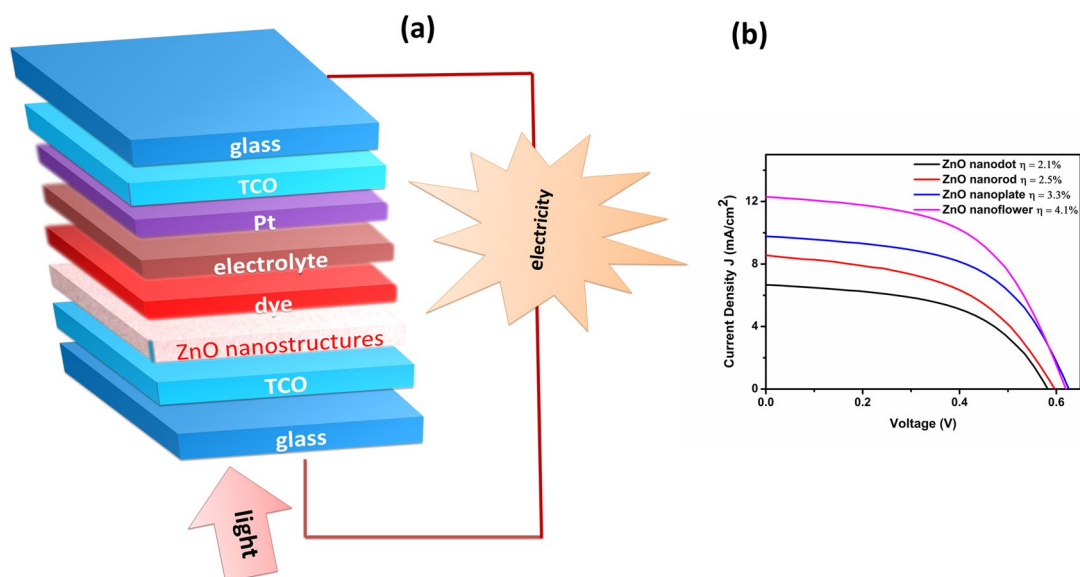 (a)
glass
TCO
Pt
electrolyte
dye
ZnO nanostructures
TCO
glass
light
electricity
(b)
ZnO nanodot η = 2.1%
ZnO nanorod η = 2.5%
ZnO nanoplate η = 3.3%
ZnO nanoflower η = 4.1%
Current Density J (mA/cm²)
12
8
4
0
0.0 0.2 0.4 0.6
Voltage (V)